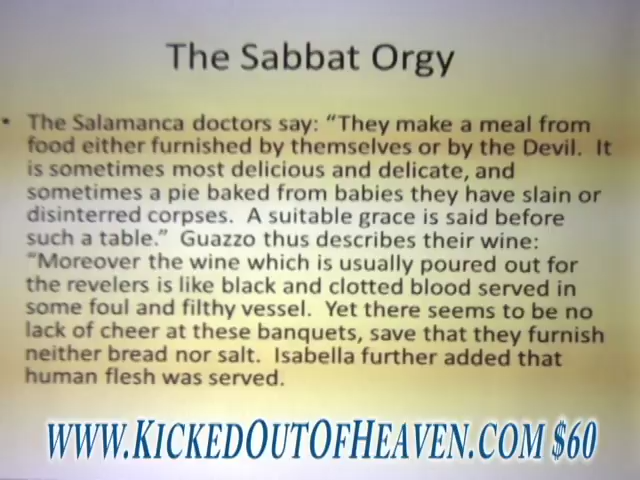 The Sabbat Orgy
• The Salamanca doctors say: “They make a meal from
food either furnished by themselves or by the Devil. It
is sometimes most delicious and delicate, and
sometimes a pie baked from babies they have slain or
disinterred corpses. A suitable grace is said before
such a table.” Guazzo thus describes their wine:
“Moreover the wine which is usually poured out for
the revelers is like black and clotted blood served in
some foul and filthy vessel. Yet there seems to be no
lack of cheer at these banquets, save that they furnish
neither bread nor salt. Isabella further added that
human flesh was served.
WWW.KICKEDOUTOFHEAVEN.COM $60